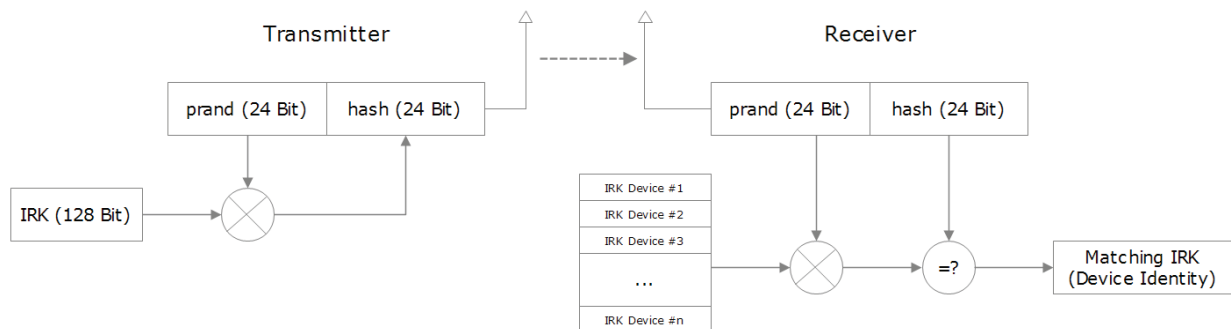 Transmitter
Receiver
prand (24 Bit)
hash (24 Bit)
prand (24 Bit)
hash (24 Bit)
IRK (128 Bit)
IRK Device #1
IRK Device #2
IRK Device #3
...
IRK Device #n
=?
Matching IRK
(Device Identity)